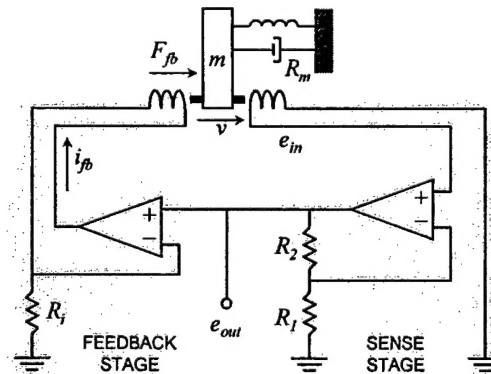 F_fb
m
R_m
v
e_in
i_fb
+
−
+
−
R_2
R_i
e_out
R_1
FEEDBACK
STAGE
SENSE
STAGE